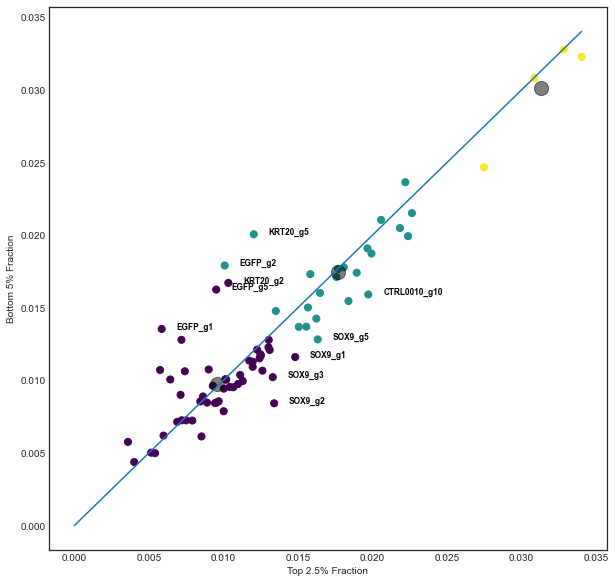 0.035
0.030
0.025
0.020
0.015
0.010
0.005
0.000
Bottom 5% Fraction
KRT20_g5
EGFP_g2
KRT20_g2
EGFP_g5
CTRL0010_g10
EGFP_g1
SOX9_g5
SOX9_g1
SOX9_g3
SOX9_g2
0.000 0.005 0.010 0.015 0.020 0.025 0.030 0.035
Top 2.5% Fraction